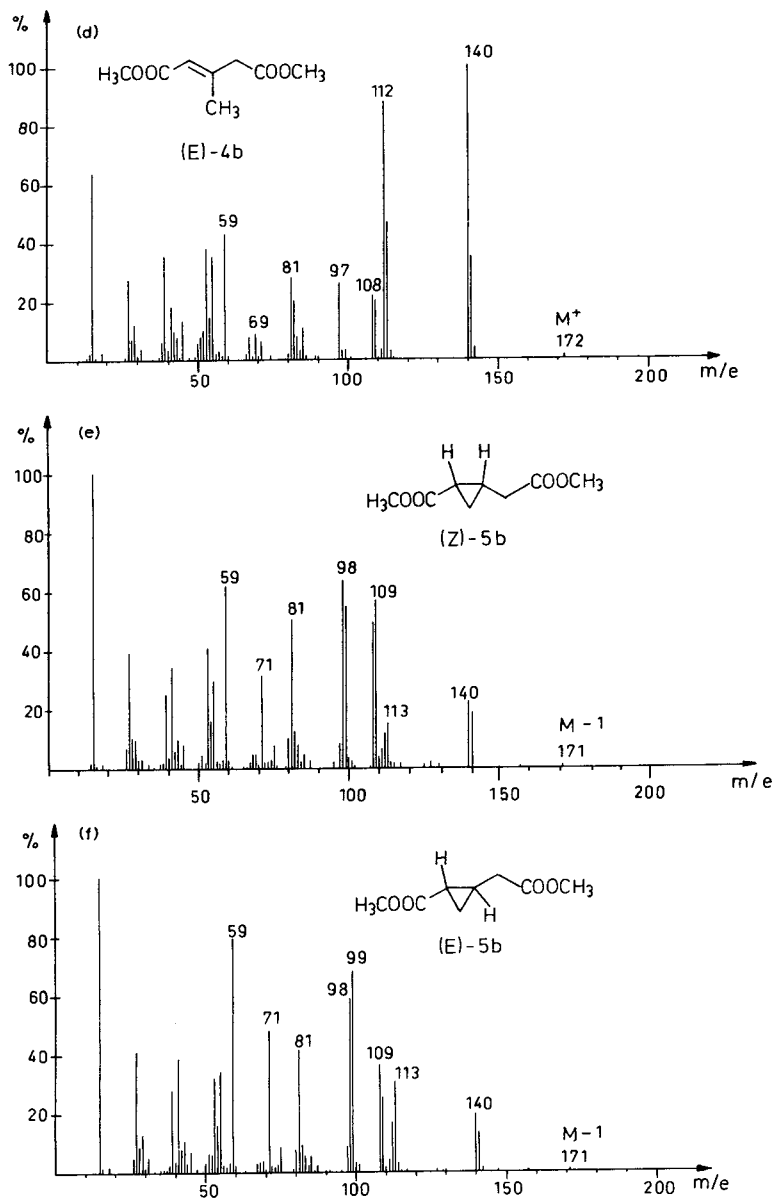 %
(d)
H₃COOC
COOCH₃
CH₃
(E)-4b
100
80
60
40
20
59
69
81
97
108
112
140
M⁺
172
50
100
150
200
m/e
%
(e)
H H
H₃COOC
COOCH₃
(Z)-5b
100
80
60
40
20
59
71
81
98
109
113
140
M-1
171
50
100
150
200
m/e
%
(f)
H
H₃COOC
COOCH₃
H
(E)-5b
100
80
60
40
20
59
71
81
98
99
109
113
140
M-1
171
50
100
150
200
m/e